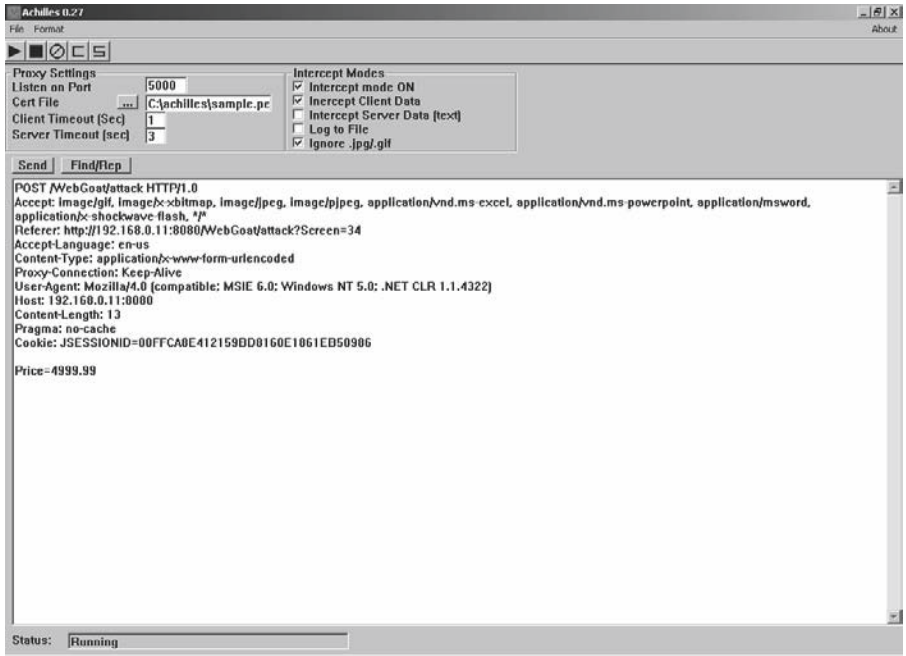 Achilles 0.27
File Format About
Proxy Settings
Listen on Port 5000
Cert File ... C:\achilles\sample.pe
Client Timeout (Sec) 1
Server Timeout (sec) 3
Intercept Modes
Intercept mode ON
Inercept Client Data
Intercept Server Data (text)
Log to File
Ignore .jpg/.gif
Send Find/Rep
POST /WebGoat/attack HTTP/1.0
Accept: image/gif, image/x-xbitmap, image/jpeg, image/pjpeg, application/vnd.ms-excel, application/vnd.ms-powerpoint, application/msword,
application/x-shockwave-flash, */*
Referer: http://192.168.0.11:8080/WebGoat/attack?Screen=34
Accept-Language: en-us
Content-Type: application/x-www-form-urlencoded
Proxy-Connection: Keep-Alive
User-Agent: Mozilla/4.0 (compatible; MSIE 6.0; Windows NT 5.0; .NET CLR 1.1.4322)
Host: 192.168.0.11:8080
Content-Length: 13
Pragma: no-cache
Cookie:
Price=4999.99
Status: Running